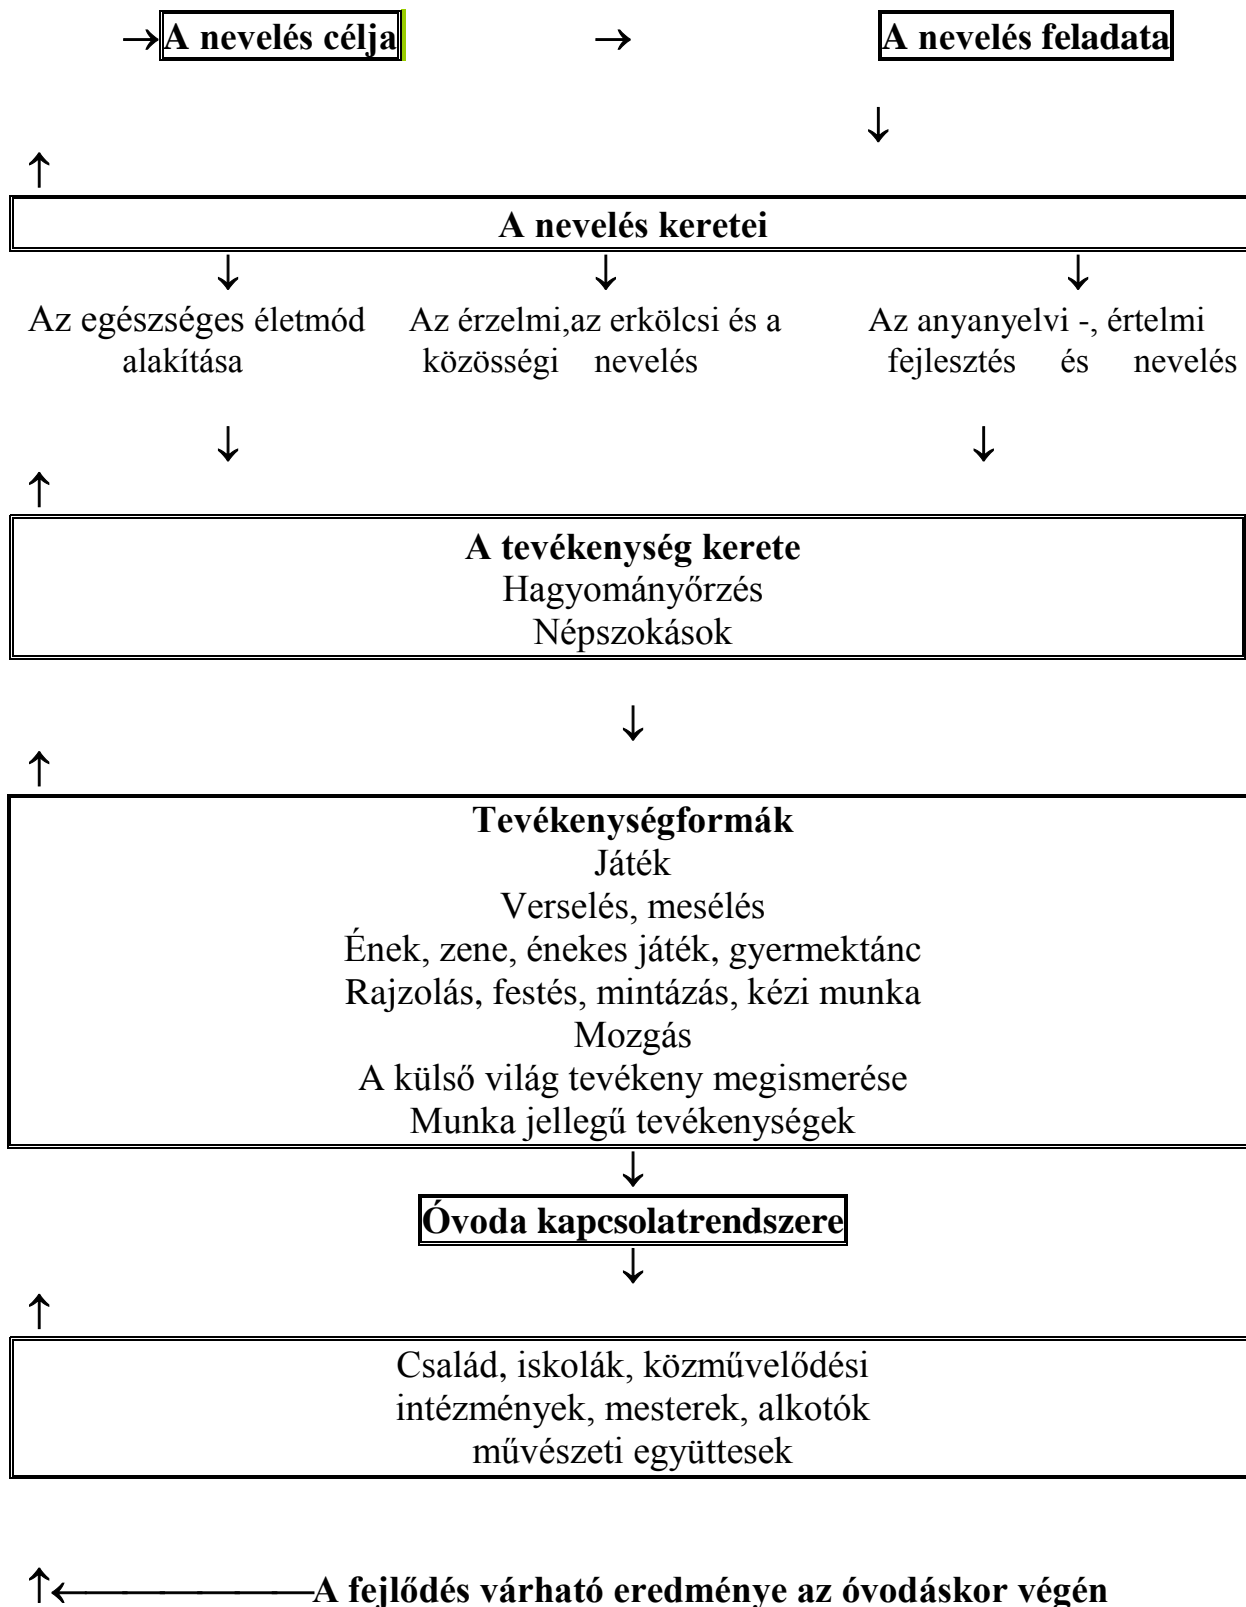 → A nevelés célja → A nevelés feladata
↓
↑
A nevelés keretei
↓ ↓ ↓
Az egészséges életmód alakítása
Az érzelmi,az erkölcsi és a közösségi nevelés
Az anyanyelvi -, értelmi fejlesztés és nevelés
↓ ↓
↑
A tevékenység kerete
Hagyományőrzés
Népszokások
↓
↑
Tevékenységformák
Játék
Verselés, mesélés
Ének, zene, énekes játék, gyermektánc
Rajzolás, festés, mintázás, kézi munka
Mozgás
A külső világ tevékeny megismerése
Munka jellegű tevékenységek
↓
Óvoda kapcsolatrendszere
↓
↑
Család, iskolák, közművelődési
intézmények, mesterek, alkotók
művészeti együttesek
↑←————————A fejlődés várható eredménye az óvodáskor végén